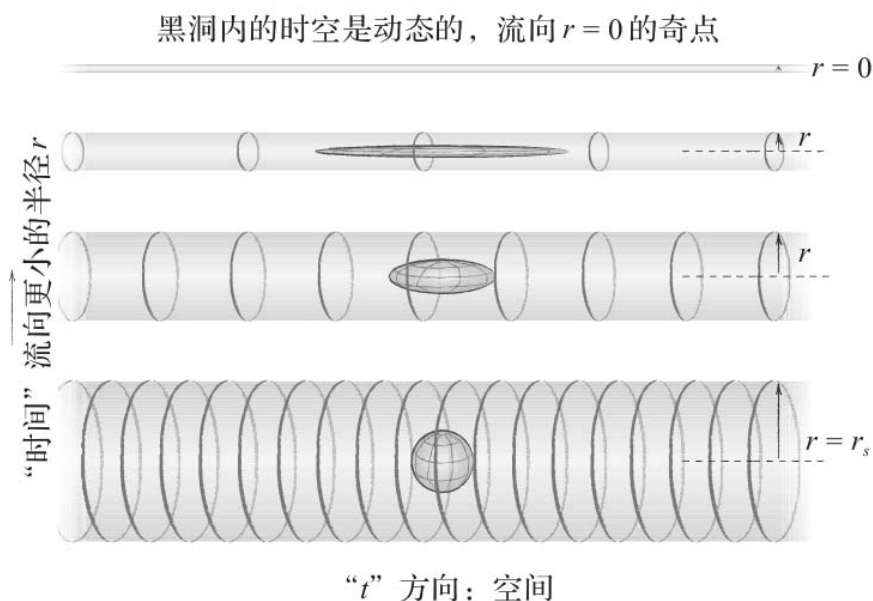 黑洞内的时空是动态的，流向r = 0的奇点
r = 0
r
r
r = rₛ
“时间” 流向更小的半径r
“t” 方向：空间